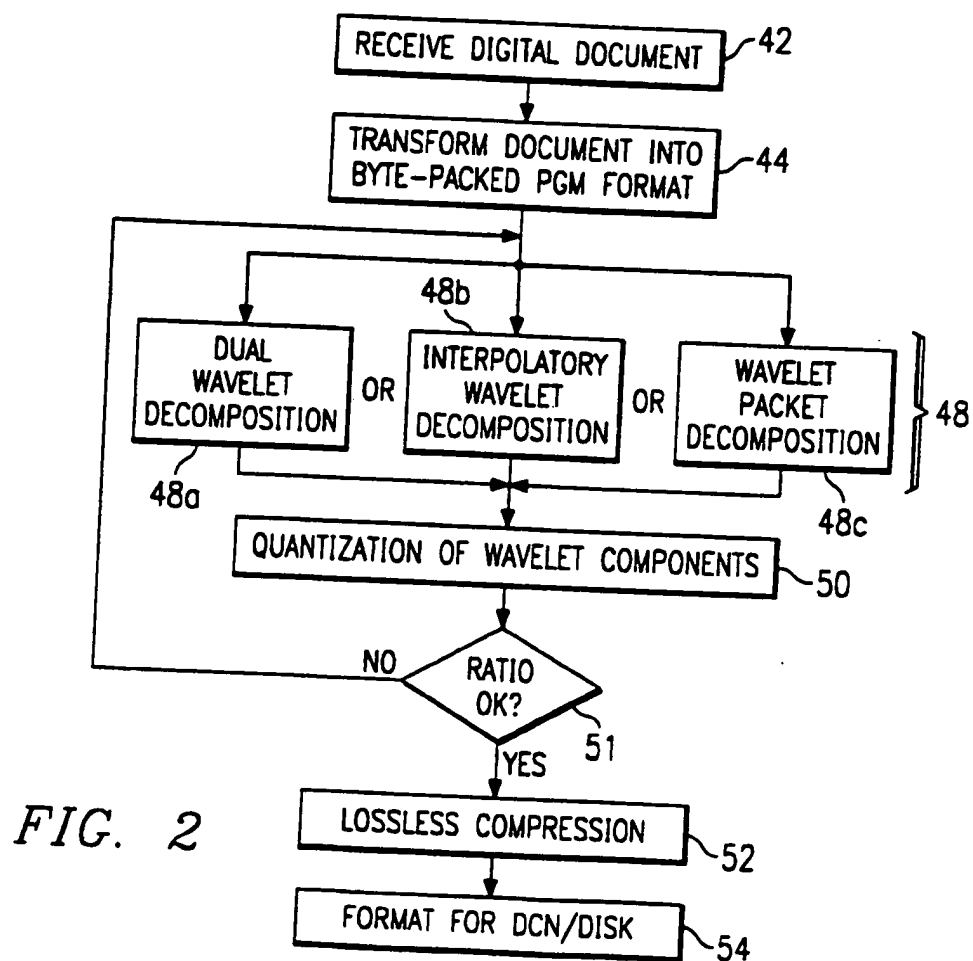 RECEIVE DIGITAL DOCUMENT
42
TRANSFORM DOCUMENT INTO
BYTE-PACKED PGM FORMAT
44
48b
DUAL
WAVELET
DECOMPOSITION
48a
OR
INTERPOLATORY
WAVELET
DECOMPOSITION
OR
WAVELET
PACKET
DECOMPOSITION
48c
48
QUANTIZATION OF WAVELET COMPONENTS
50
NO
RATIO
OK?
51
YES
LOSSLESS COMPRESSION
52
FIG. 2
FORMAT FOR DCN/DISK
54